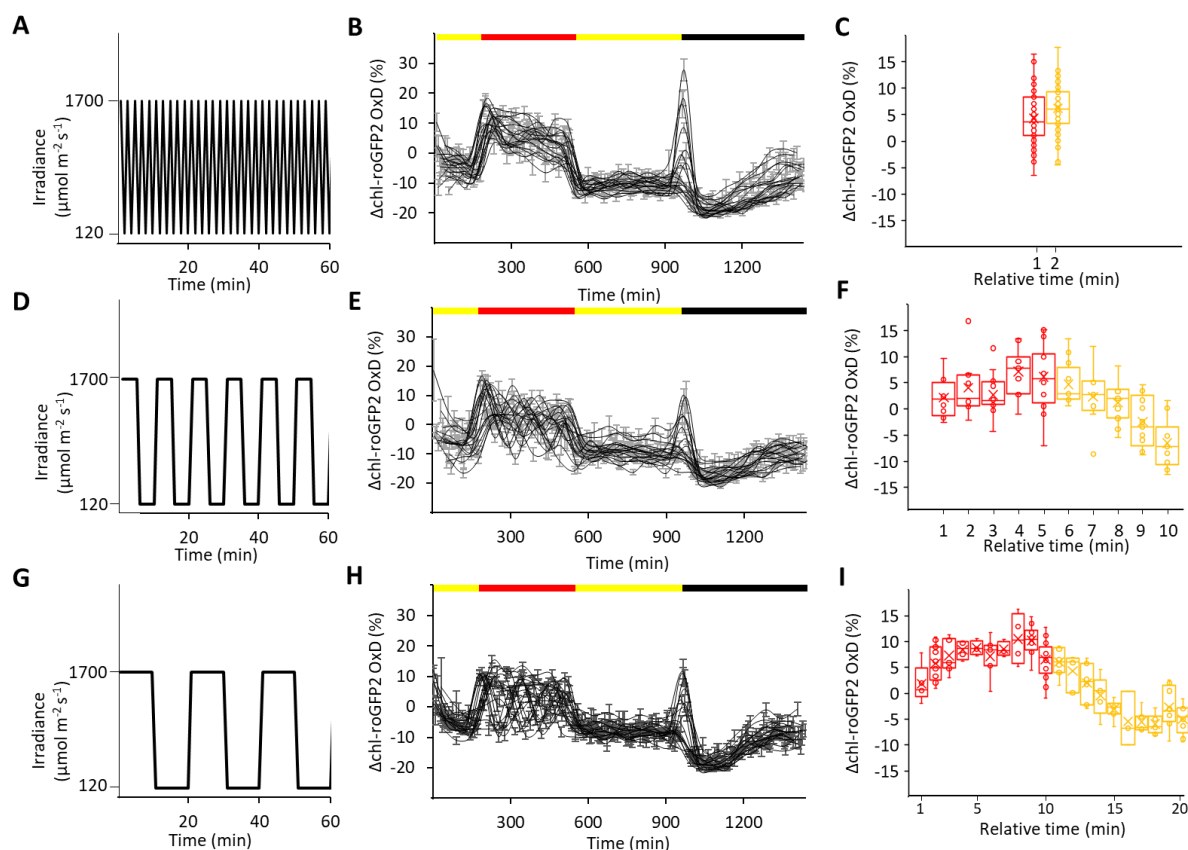 A
Irradiance
(µmol m⁻² s⁻¹)
1700
120
20 40 60
Time (min)
B
Δchl-roGFP2 OxD (%)
30
20
10
0
-10
-20
300 600 900 1200
Time (min)
C
Δchl-roGFP2 OxD (%)
15
10
5
0
-5
-10
-15
1 2
Relative time (min)
D
Irradiance
(µmol m⁻² s⁻¹)
1700
120
20 40 60
Time (min)
E
Δchl-roGFP2 OxD (%)
30
20
10
0
-10
-20
300 600 900 1200
Time (min)
F
Δchl-roGFP2 OxD (%)
15
10
5
0
-5
-10
-15
1 2 3 4 5 6 7 8 9 10
Relative time (min)
G
Irradiance
(µmol m⁻² s⁻¹)
1700
120
20 40 60
Time (min)
H
Δchl-roGFP2 OxD (%)
30
20
10
0
-10
-20
300 600 900 1200
Time (min)
I
Δchl-roGFP2 OxD (%)
15
10
5
0
-5
-10
-15
1 5 10 15 20
Relative time (min)